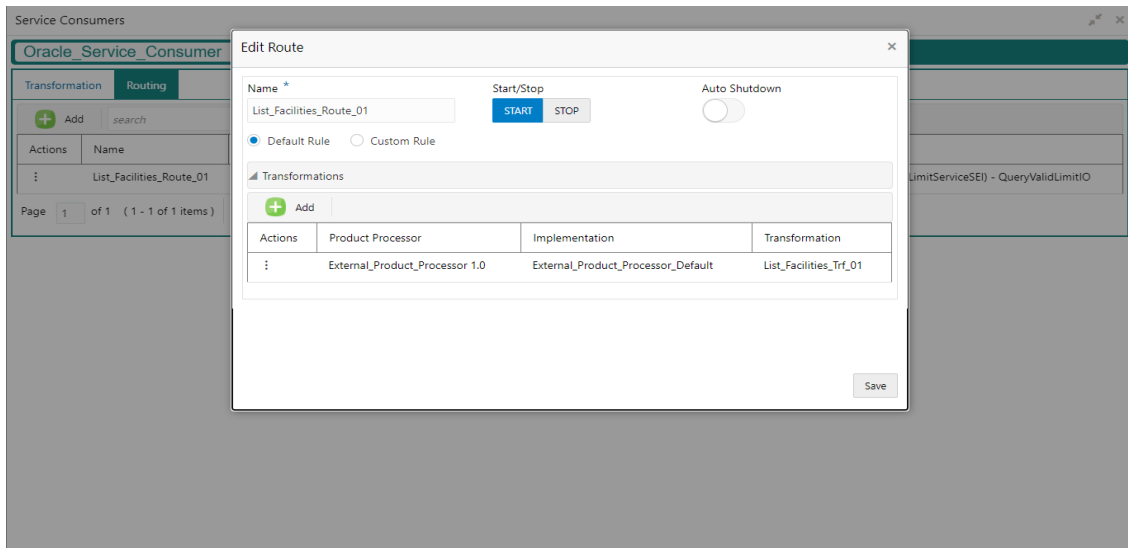 Service Consumers
Oracle_Service_Consumer
Transformation Routing
Add search
Actions Name
List_Facilities_Route_01 LimitServiceSEI) - QueryValidLimitIO
Page 1 of 1 ( 1 - 1 of 1 items )
Edit Route
Name * Start/Stop Auto Shutdown
List_Facilities_Route_01 START STOP
Default Rule Custom Rule
Transformations
Add
Actions Product Processor Implementation Transformation
External_Product_Processor 1.0 External_Product_Processor_Default List_Facilities_Trf_01
Save